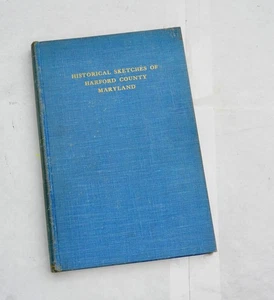 HISTORICAL SKETCHES OF
HARFORD COUNTY
MARYLAND